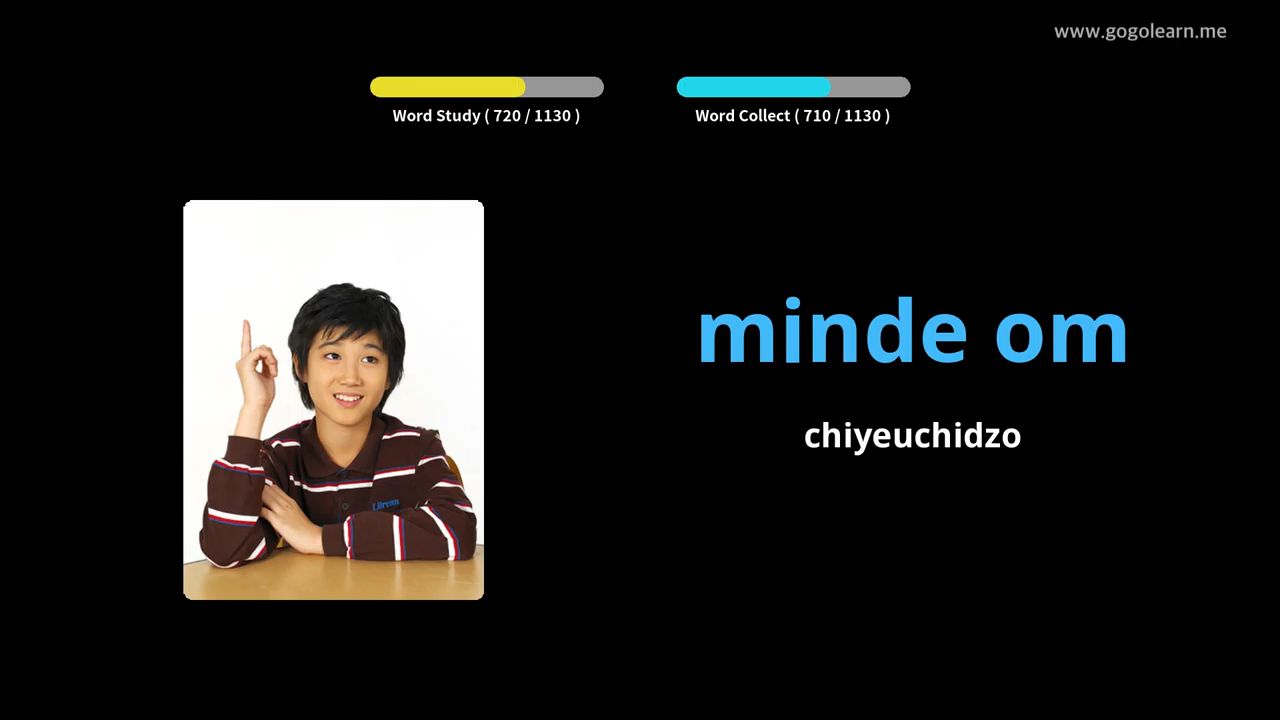 www.gogolearn.me
Word Study ( 720 / 1130 )
Word Collect ( 710 / 1130 )
minde om
chiyeuchidzo